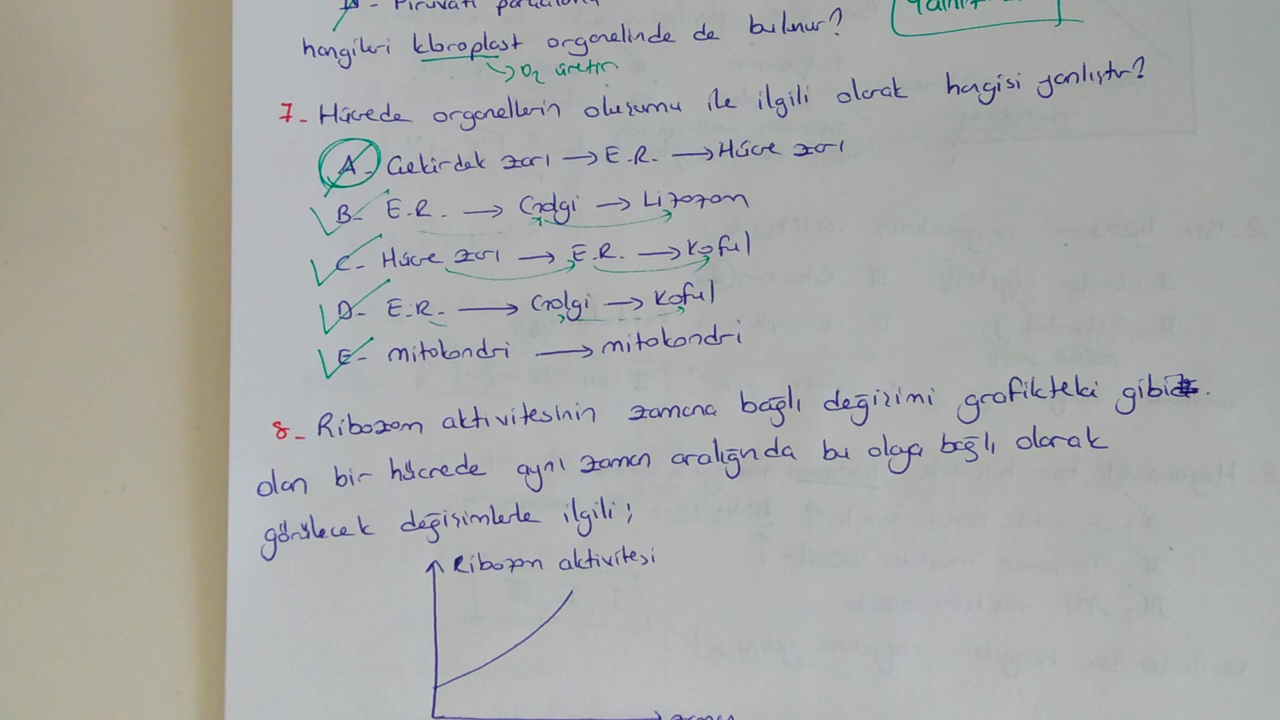 Piruvatı
hangileri kloroplast organelinde de bulunur?
O2 üretir
7- Hücrede organellerin oluşumu ile ilgili olarak hangisi yanlıştır?
A- Çekirdek zarı → E.R. → Hücre zarı
B- E.R. → Golgi → Lizozom
C- Hücre zarı → E.R. → Koful
D- E.R. → Golgi → Koful
E- mitokondri → mitokondri
8- Ribozom aktivitesinin zamana bağlı değişimi grafikteki gibi
olan bir hücrede aynı zaman aralığında bu olaya bağlı olarak
görülecek değişimlerle ilgili;
Ribozom aktivitesi